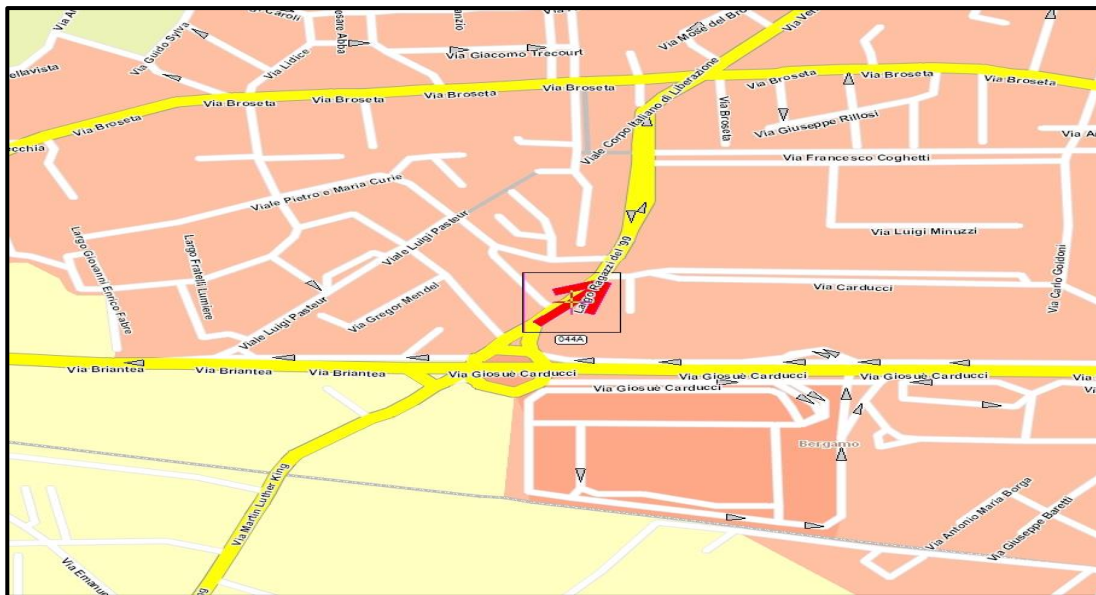 Via Guido Sylva
Via Lidice
Via Giacomo Trecourt
Via Broseta
Via Broseta
Via Broseta
Via Broseta
Via Broseta
Via Broseta
Via Broseta
Via Broseta
Via Broseta
Via Broseta
Viale Corpo Italiano di Liberazione
Via Giuseppe Rillosi
Via Francesco Coghetti
Viale Pietro e Maria Curie
Viale Luigi Pasteur
Via Luigi Minuzzi
Via Carlo Goldoni
Largo Giovanni Enrico Fabre
Largo Fratelli Lumiere
Largo Ragazzi del '99
Via Carducci
Via Gregor Mendel
Viale Luigi Pasteur
044A
Via Briantea
Via Briantea
Via Briantea
Via Giosuè Carducci
Via Giosuè Carducci
Via Giosuè Carducci
Via Giosuè Carducci
Bergamo
Via Martin Luther King
Via Antonio Maria Borga
Via Giuseppe Baretti